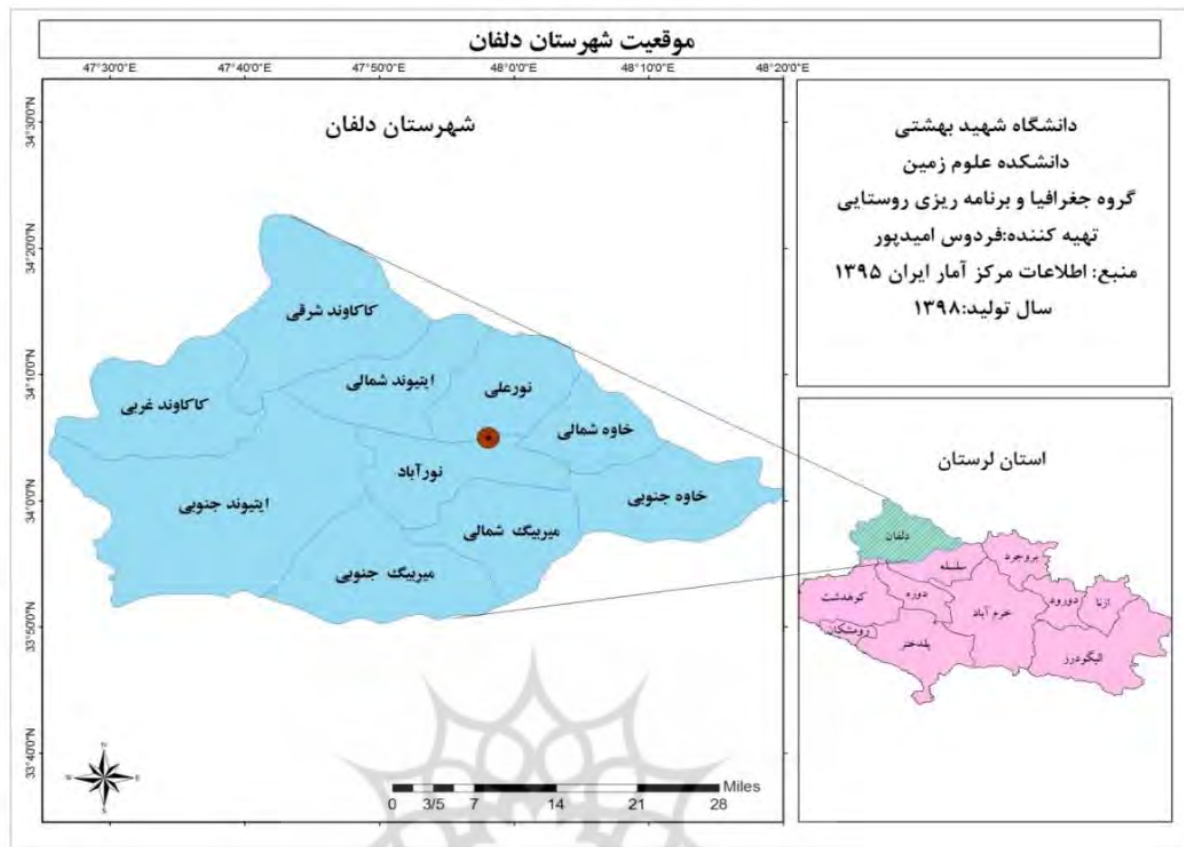 موقعیت شهرستان دلفان
47°30'0"E 47°40'0"E 47°50'0"E 48°0'0"E 48°10'0"E 48°20'0"E
34°30'0"N
34°20'0"N
34°10'0"N
34°0'0"N
33°50'0"N
33°40'0"N
شهرستان دلفان
کاکاوند شرقی
کاکاوند غربی
ایتیوند شمالی
نورعلی
خاوه شمالی
نورآباد
ایتیوند جنوبی
خاوه جنوبی
میربیگ شمالی
میربیگ جنوبی
N
W E
S
Miles
0 3/5 7 14 21 28
دانشگاه شهید بهشتی
دانشکده علوم زمین
گروه جغرافیا و برنامه ریزی روستایی
تهیه کننده:فردوس امیدپور
منبع: اطلاعات مرکز آمار ایران ۱۳۹۵
سال تولید:۱۳۹۸
استان لرستان
دلفان
بروجرد
سلسله
ازنا
دورود
دوره
کوهدشت
خرم آباد
رومشکان
پلدختر
الیگودرز